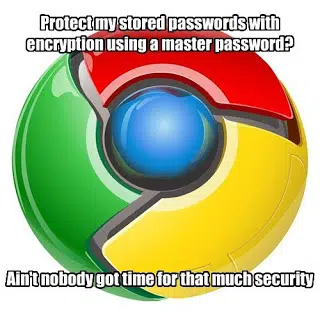 Protect my stored passwords with
encryption using a master password?
Ain't nobody got time for that much security